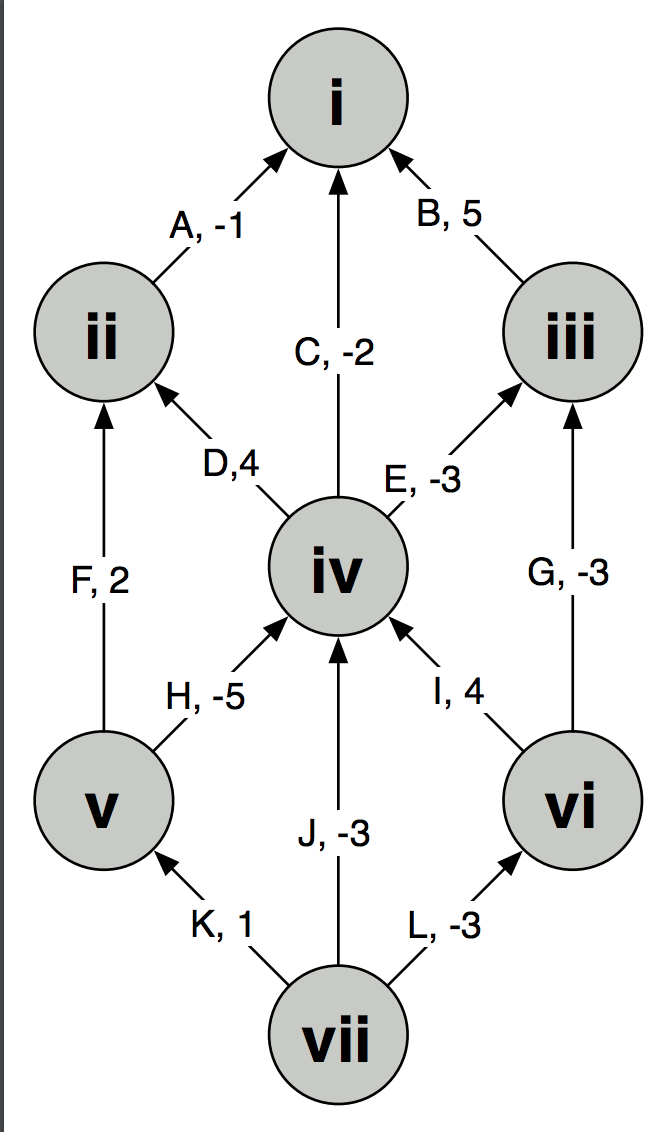 i
A, -1
B, 5
ii
iii
C, -2
D,4
E, -3
iv
F, 2
G, -3
H, -5
I, 4
v
vi
J, -3
K, 1
L, -3
vii